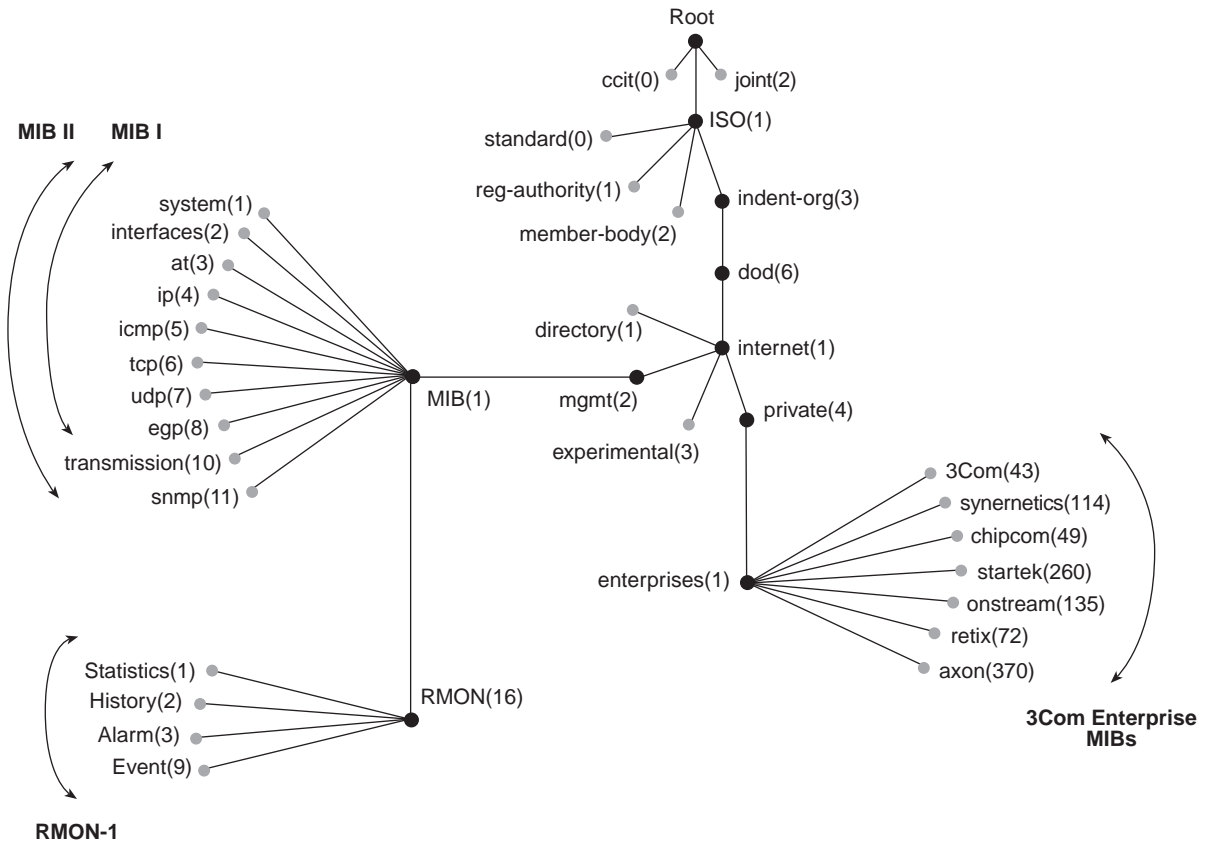 Root
ccit(0)
joint(2)
ISO(1)
standard(0)
reg-authority(1)
member-body(2)
indent-org(3)
dod(6)
directory(1)
internet(1)
mgmt(2)
experimental(3)
private(4)
MIB II
MIB I
system(1)
interfaces(2)
at(3)
ip(4)
icmp(5)
tcp(6)
udp(7)
egp(8)
transmission(10)
snmp(11)
MIB(1)
3Com(43)
synernetics(114)
chipcom(49)
startek(260)
onstream(135)
retix(72)
axon(370)
enterprises(1)
3Com Enterprise
MIBs
Statistics(1)
History(2)
Alarm(3)
Event(9)
RMON(16)
RMON-1